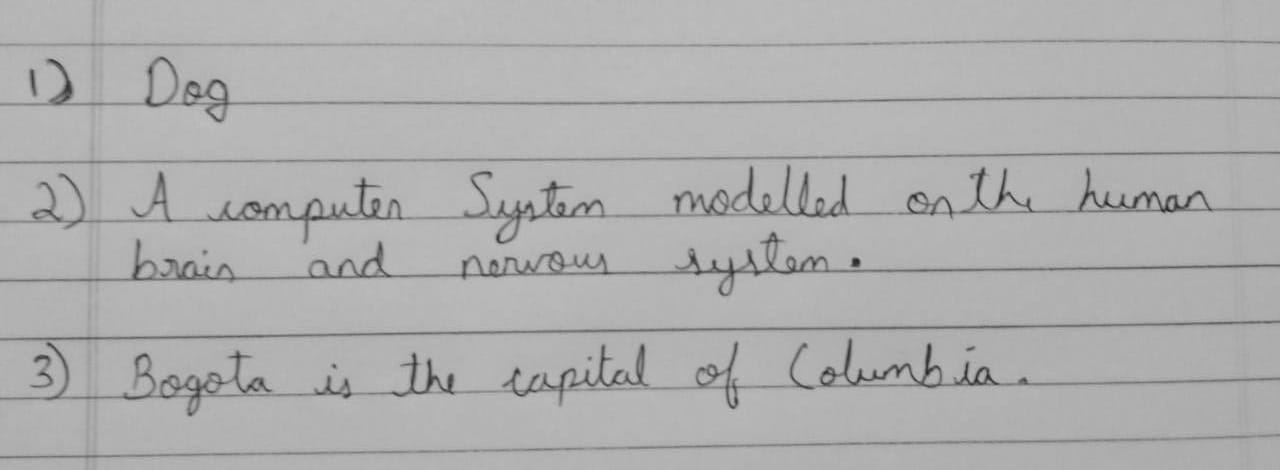 1) Dog
2) A computer System modelled on the human
brain and nervous system.
3) Bogota is the capital of Columbia.